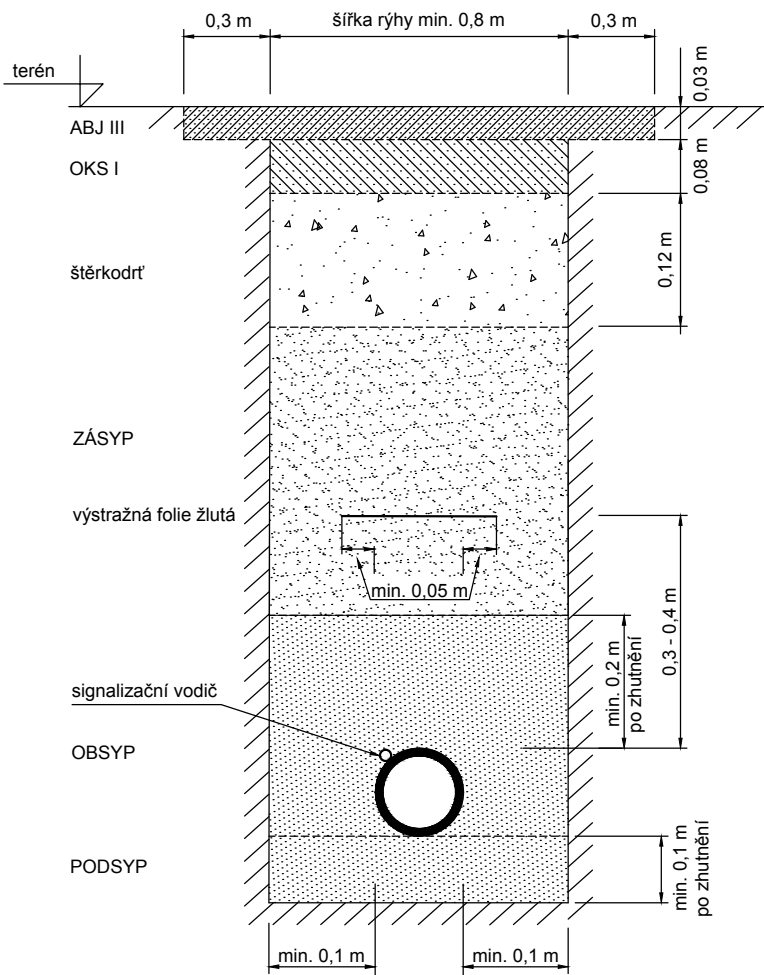 0,3 m
šířka rýhy min. 0,8 m
0,3 m
terén
0,03 m
ABJ III
OKS I
0,08 m
štěrkodrť
0,12 m
ZÁSYP
výstražná folie žlutá
min. 0,05 m
0,3 - 0,4 m
min. 0,2 m
po zhutnění
signalizační vodič
OBSYP
PODSYP
min. 0,1 m
po zhutnění
min. 0,1 m
min. 0,1 m